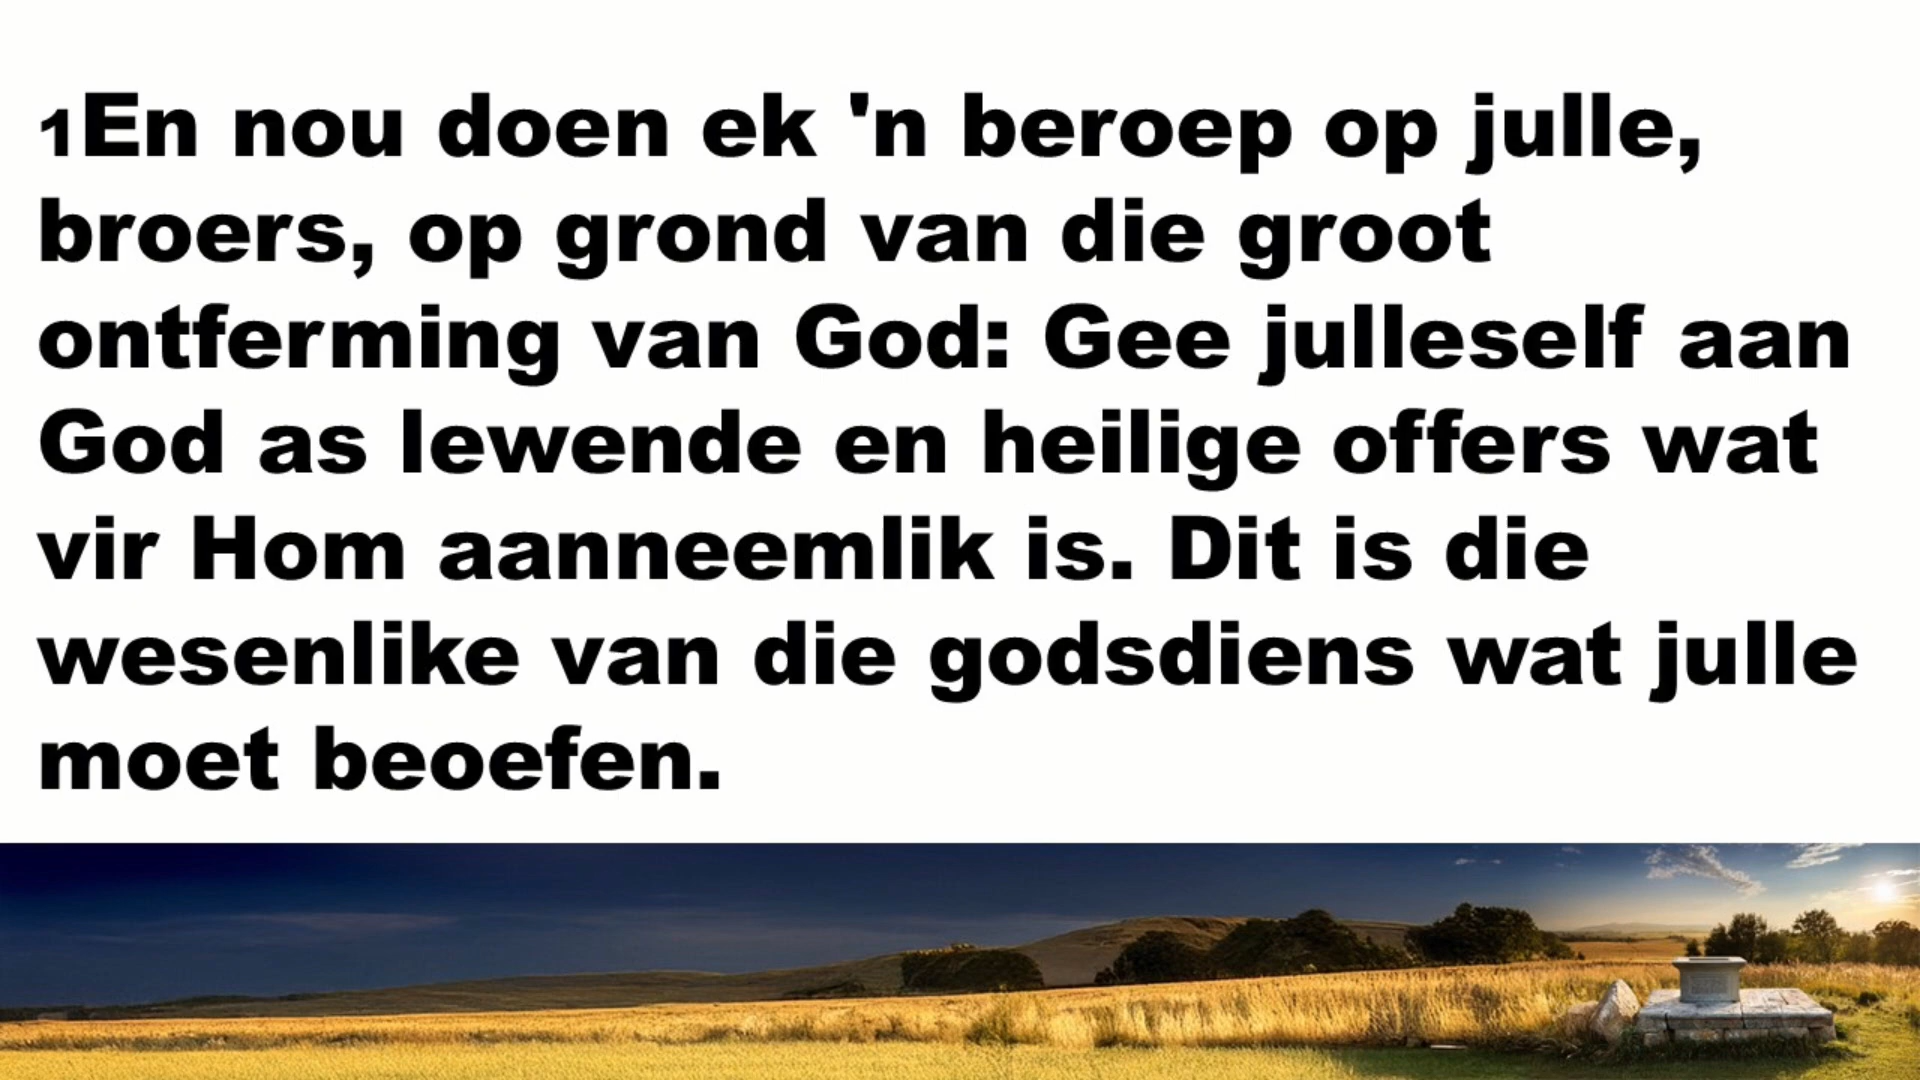 1En nou doen ek 'n beroep op julle,
broers, op grond van die groot
ontferming van God: Gee julleself aan
God as lewende en heilige offers wat
vir Hom aanneemlik is. Dit is die
wesenlike van die godsdiens wat julle
moet beoefen.